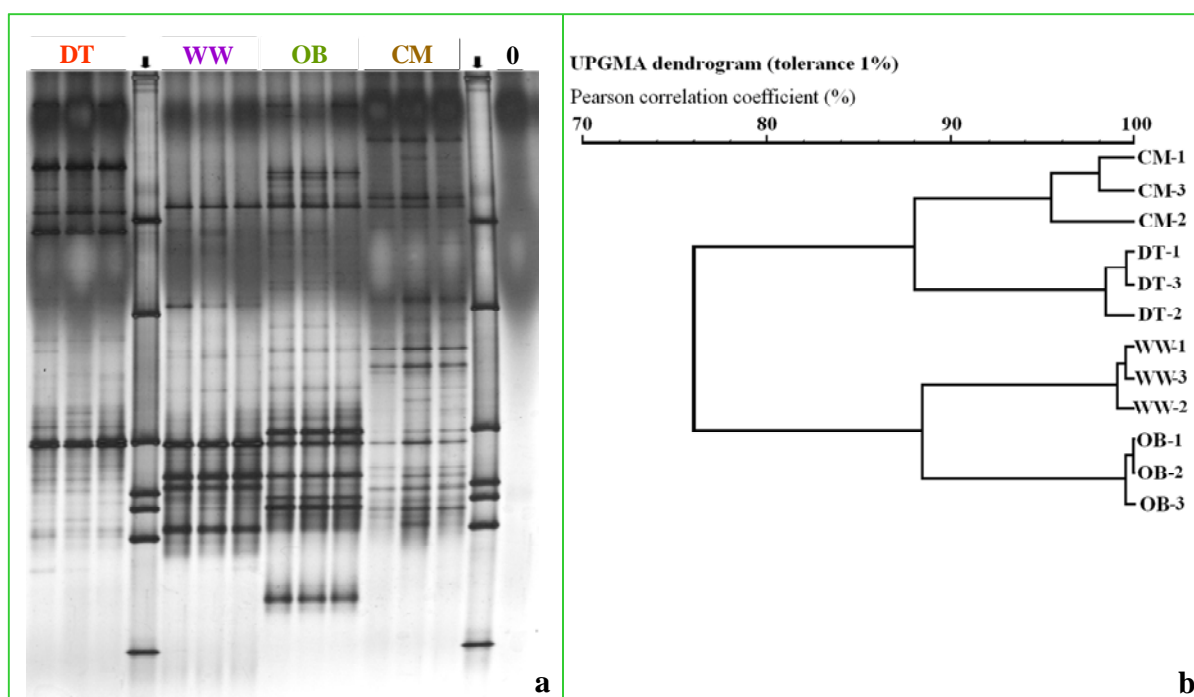 DT WW OB CM 0
a
UPGMA dendrogram (tolerance 1%)
Pearson correlation coefficient (%)
70 80 90 100
CM-1
CM-3
CM-2
DT-1
DT-3
DT-2
WW-1
WW-3
WW-2
OB-1
OB-2
OB-3
b